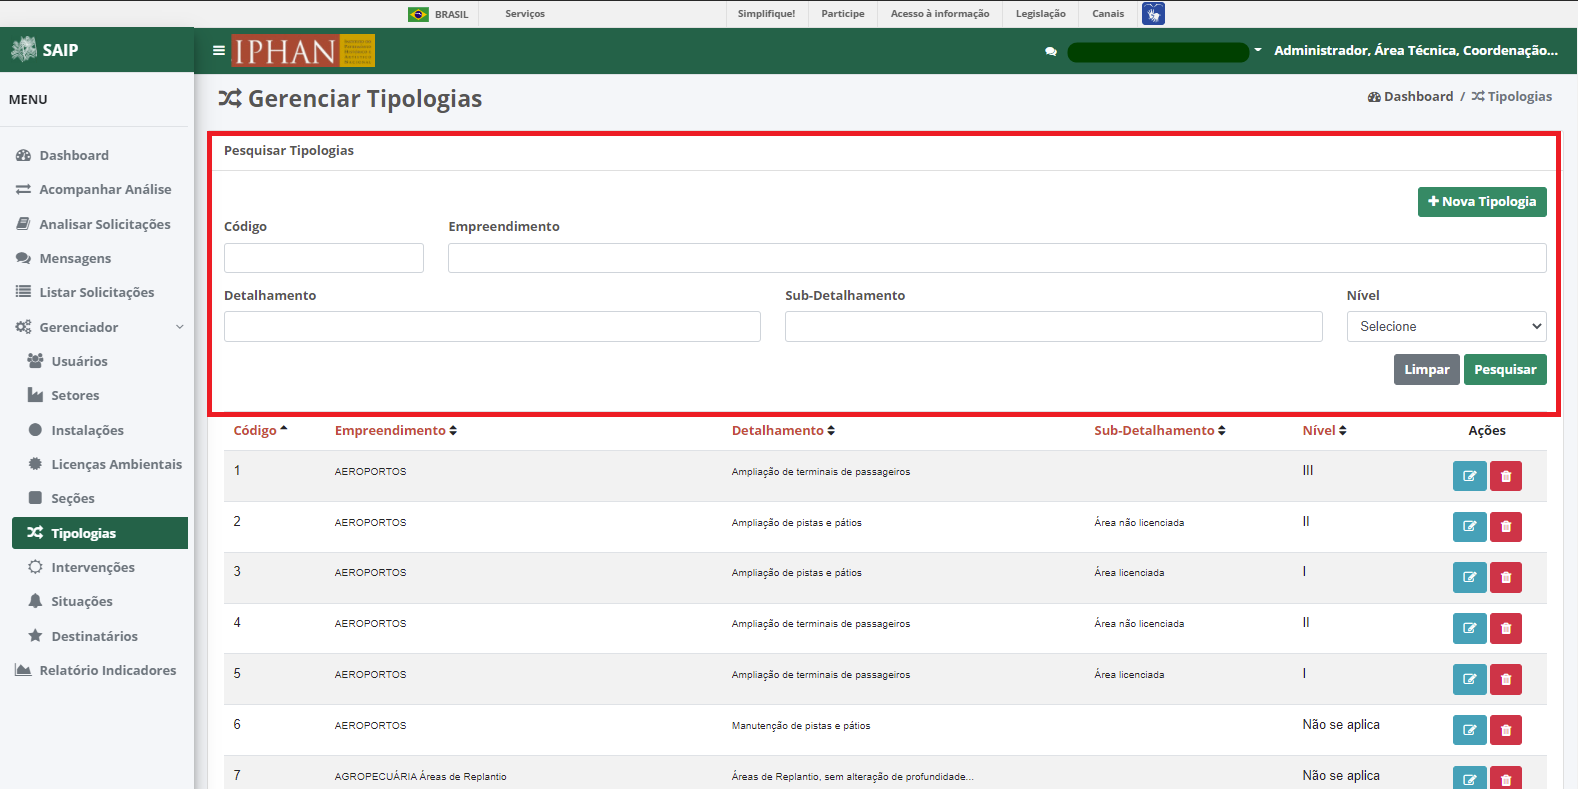 BRASIL Serviços Simplifique! Participe Acesso à informação Legislação Canais
SAIP
IPHAN
Administrador, Área Técnica, Coordenação...
MENU
Gerenciar Tipologias
Dashboard / Tipologias
Dashboard
Acompanhar Análise
Analisar Solicitações
Mensagens
Listar Solicitações
Gerenciador
Usuários
Setores
Instalações
Licenças Ambientais
Seções
Tipologias
Intervenções
Situações
Destinatários
Relatório Indicadores
Pesquisar Tipologias
Nova Tipologia
Código Empreendimento
Detalhamento Sub-Detalhamento Nível
Selecione
Limpar Pesquisar
Código Empreendimento Detalhamento Sub-Detalhamento Nível Ações
1 AEROPORTOS Ampliação de terminais de passageiros III
2 AEROPORTOS Ampliação de pistas e pátios Área não licenciada II
3 AEROPORTOS Ampliação de pistas e pátios Área licenciada I
4 AEROPORTOS Ampliação de terminais de passageiros Área não licenciada II
5 AEROPORTOS Ampliação de terminais de passageiros Área licenciada I
6 AEROPORTOS Manutenção de pistas e pátios Não se aplica
7 AGROPECUÁRIA Áreas de Replantio Áreas de Replantio, sem alteração de profundidade... Não se aplica